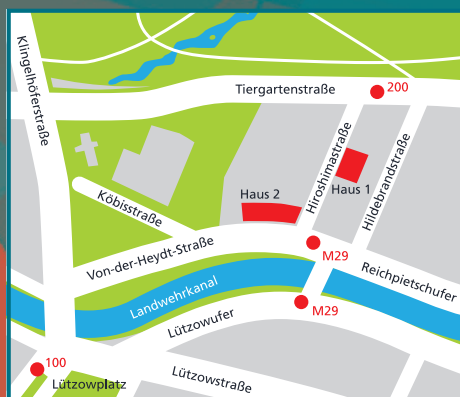 Klingelhöferstraße
Tiergartenstraße
200
Hiroshimastraße
Hildebrandstraße
Haus 1
Haus 2
Köbisstraße
Von-der-Heydt-Straße
M29
Reichpietschufer
Landwehrkanal
M29
Lützowufer
100
Lützowplatz
Lützowstraße